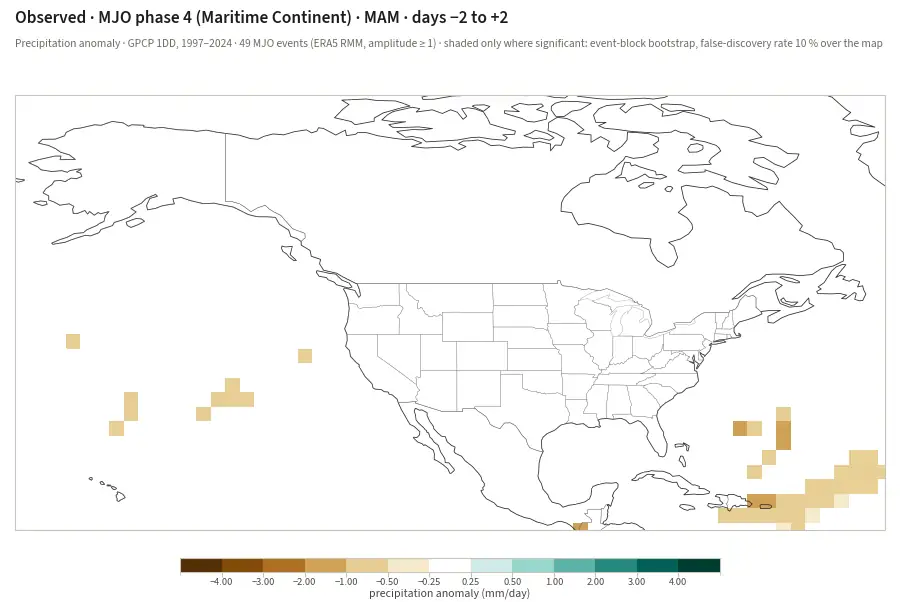 Observed · MJO phase 4 (Maritime Continent) · MAM · days −2 to +2
Precipitation anomaly · GPCP 1DD, 1997–2024 · 49 MJO events (ERA5 RMM, amplitude ≥ 1) · shaded only where significant: event-block bootstrap, false-discovery rate 10 % over the map
−4.00 −3.00 −2.00 −1.00 −0.50 −0.25 0.25 0.50 1.00 2.00 3.00 4.00
precipitation anomaly (mm/day)